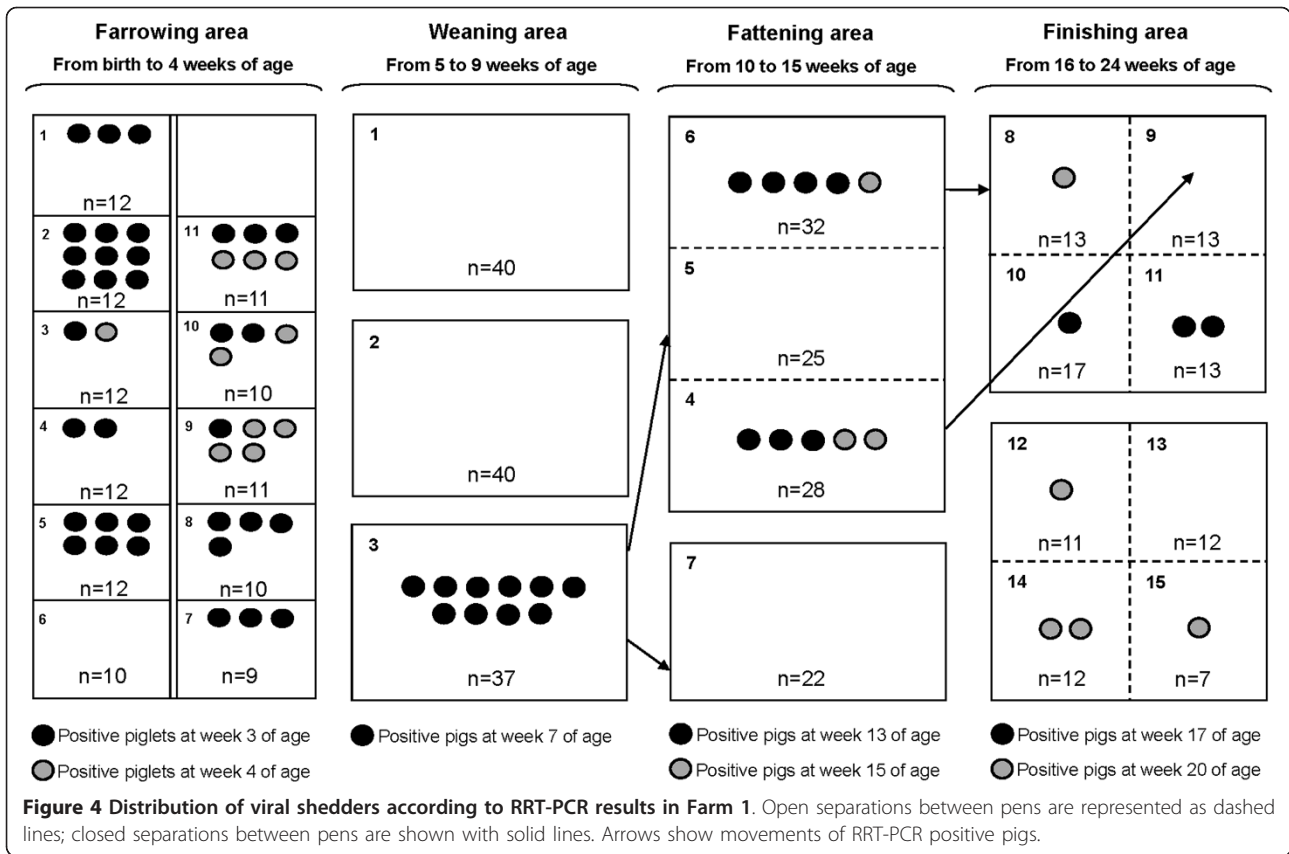 Farrowing area
From birth to 4 weeks of age
Weaning area
From 5 to 9 weeks of age
Fattening area
From 10 to 15 weeks of age
Finishing area
From 16 to 24 weeks of age
1
n=12
2
n=12
11
n=11
3
n=12
10
n=10
4
n=12
9
n=11
5
n=12
8
n=10
6
n=10
7
n=9
1
n=40
2
n=40
3
n=37
6
n=32
5
n=25
4
n=28
7
n=22
8
n=13
9
n=13
10
n=17
11
n=13
12
n=11
13
n=12
14
n=12
15
n=7
Positive piglets at week 3 of age
Positive piglets at week 4 of age
Positive pigs at week 7 of age
Positive pigs at week 13 of age
Positive pigs at week 15 of age
Positive pigs at week 17 of age
Positive pigs at week 20 of age
Figure 4 Distribution of viral shedders according to RRT-PCR results in Farm 1. Open separations between pens are represented as dashed
lines; closed separations between pens are shown with solid lines. Arrows show movements of RRT-PCR positive pigs.